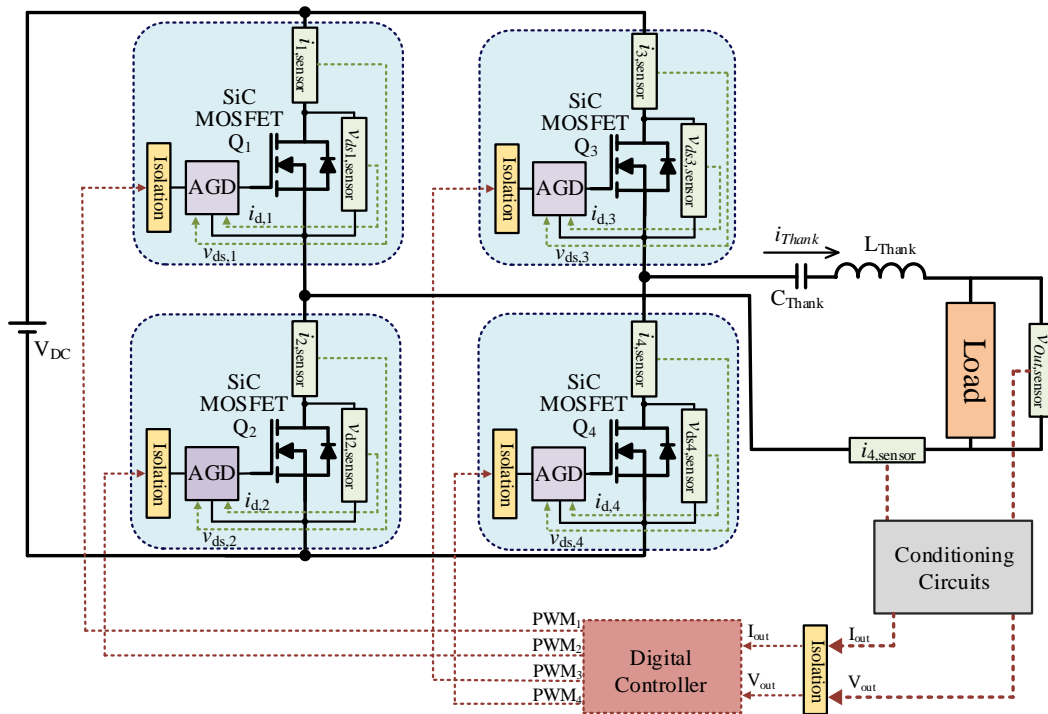 i1,sensor
SiC
MOSFET
Q1
vds1,sensor
Isolation
AGD
id,1
vds,1
i3,sensor
SiC
MOSFET
Q3
vds3,sensor
Isolation
AGD
id,3
vds,3
iThank
LThank
CThank
VDC
i2,sensor
SiC
MOSFET
Q2
vd2,sensor
Isolation
AGD
id,2
vds,2
i4,sensor
SiC
MOSFET
Q4
vds4,sensor
Isolation
AGD
id,4
vds,4
Load
vOut,sensor
i4,sensor
Conditioning
Circuits
PWM1
PWM2
PWM3
PWM4
Digital
Controller
Iout
Vout
Isolation
Iout
Vout